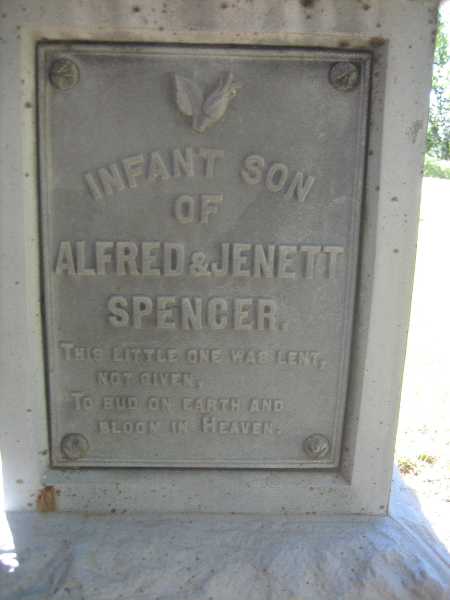 INFANT SON
OF
ALFRED & JENETT
SPENCER.
THIS LITTLE ONE WAS LENT,
NOT GIVEN,
TO BUD ON EARTH AND
BLOOM IN HEAVEN.